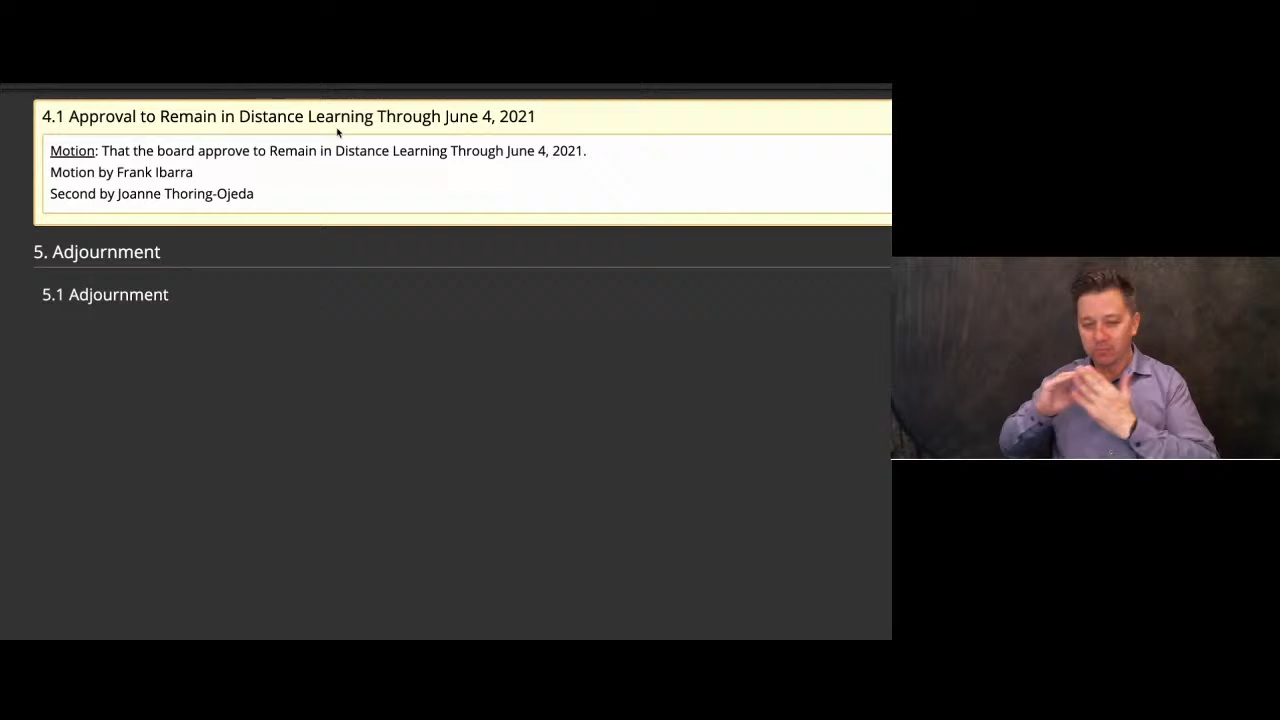 4.1 Approval to Remain in Distance Learning Through June 4, 2021
Motion: That the board approve to Remain in Distance Learning Through June 4, 2021.
Motion by Frank Ibarra
Second by Joanne Thoring-Ojeda
5. Adjournment
5.1 Adjournment